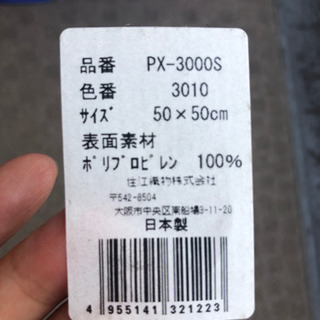 品番 PX-3000S
色番 3010
サイズ 50×50cm
表面素材
ポリプロピレン 100%
住江織物株式会社
〒542-8504
大阪市中央区南船場3-11-20
日本製
4 955141 321223